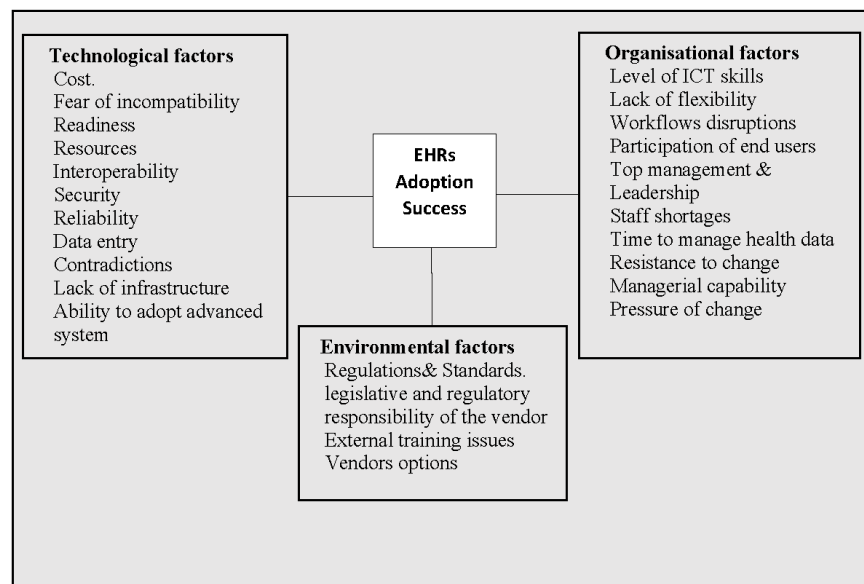 Technological factors
Cost.
Fear of incompatibility
Readiness
Resources
Interoperability
Security
Reliability
Data entry
Contradictions
Lack of infrastructure
Ability to adopt advanced
system
EHRs
Adoption
Success
Organisational factors
Level of ICT skills
Lack of flexibility
Workflows disruptions
Participation of end users
Top management &
Leadership
Staff shortages
Time to manage health data
Resistance to change
Managerial capability
Pressure of change
Environmental factors
Regulations& Standards.
legislative and regulatory
responsibility of the vendor
External training issues
Vendors options